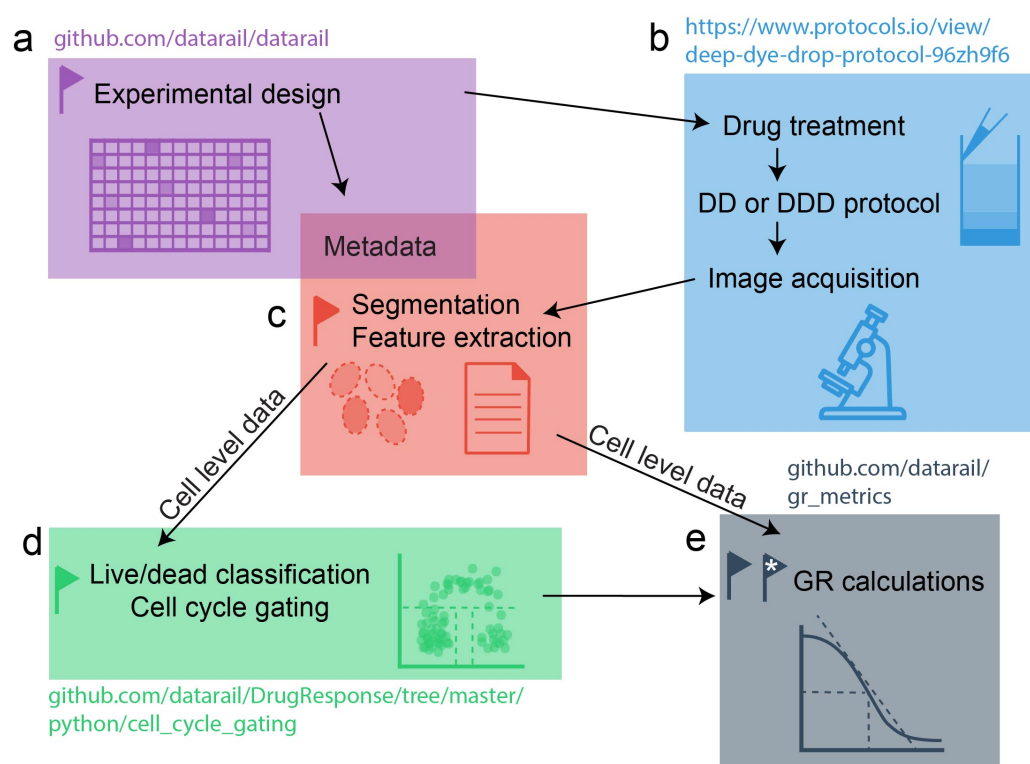 a
github.com/datarail/datarail
Experimental design
Metadata
b
https://www.protocols.io/view/
deep-dye-drop-protocol-96zh9f6
Drug treatment
DD or DDD protocol
Image acquisition
c
Segmentation
Feature extraction
Cell level data
Cell level data
d
Live/dead classification
Cell cycle gating
github.com/datarail/DrugResponse/tree/master/
python/cell_cycle_gating
github.com/datarail/
gr_metrics
e
*
GR calculations